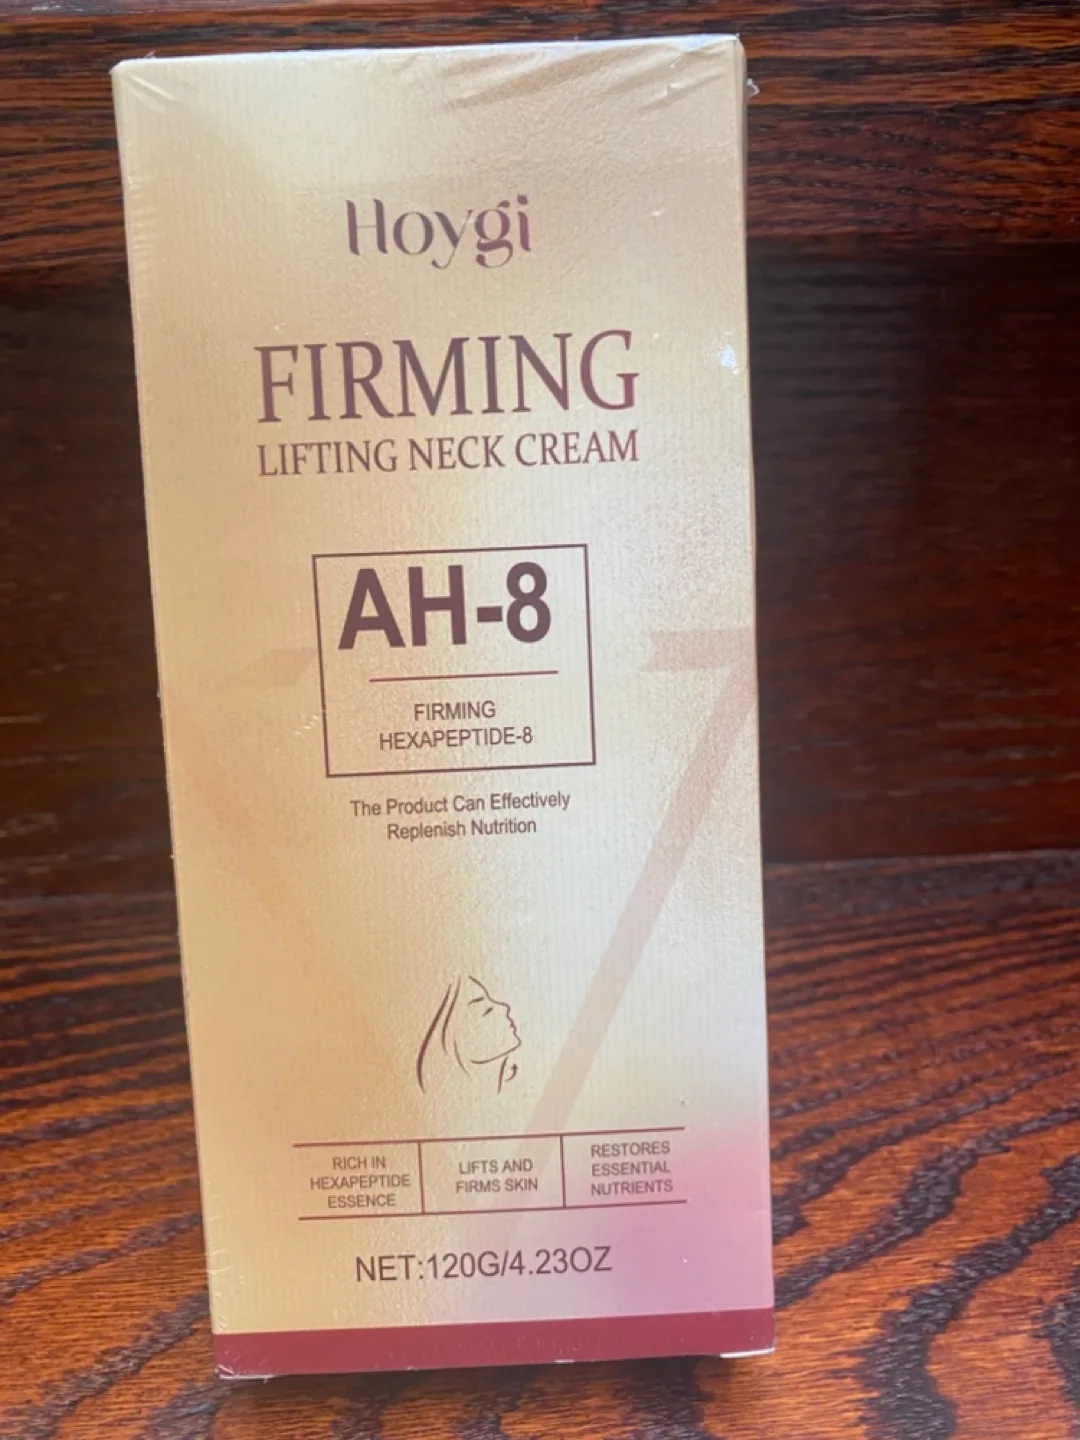 Hoygi
FIRMING
LIFTING NECK CREAM
AH-8
FIRMING
HEXAPEPTIDE-8
The Product Can Effectively
Replenish Nutrition
RICH IN
HEXAPEPTIDE
ESSENCE
LIFTS AND
FIRMS SKIN
RESTORES
ESSENTIAL
NUTRIENTS
NET:120G/4.23OZ